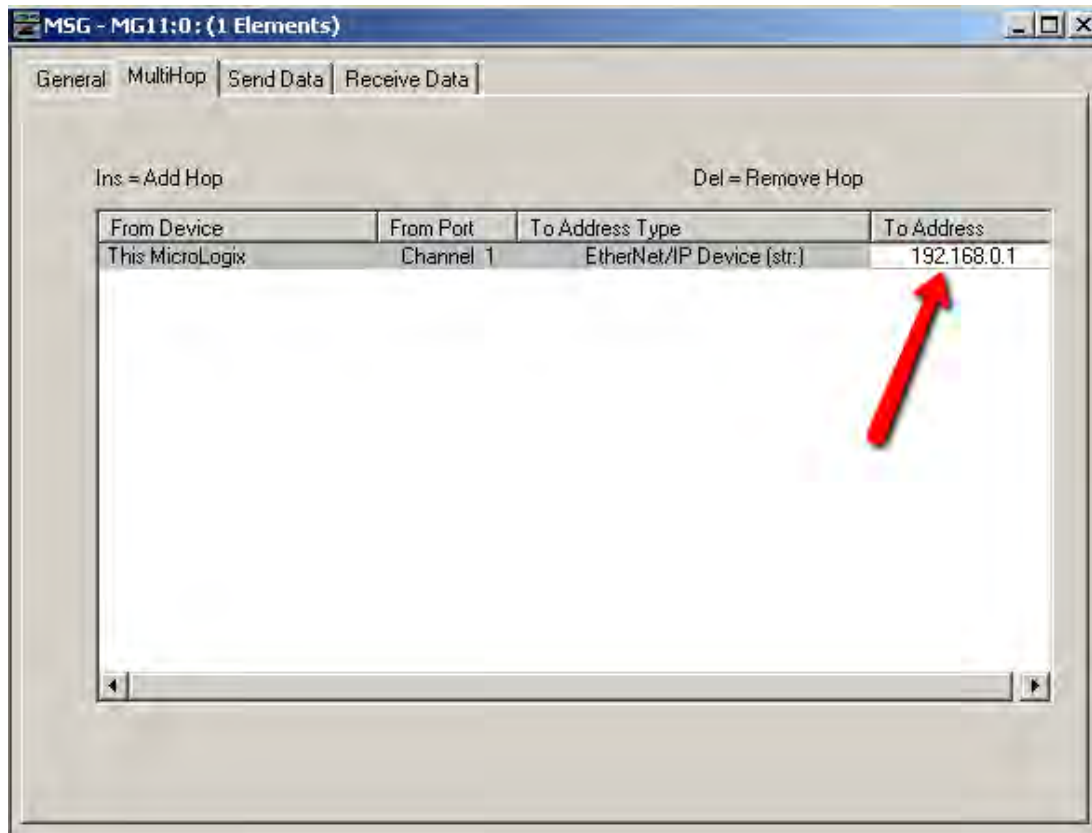 MSG - MG11:0 : (1 Elements)
General MultiHop Send Data Receive Data
Ins = Add Hop Del = Remove Hop
From Device From Port To Address Type To Address
This MicroLogix Channel 1 EtherNet/IP Device (str:) 192.168.0.1